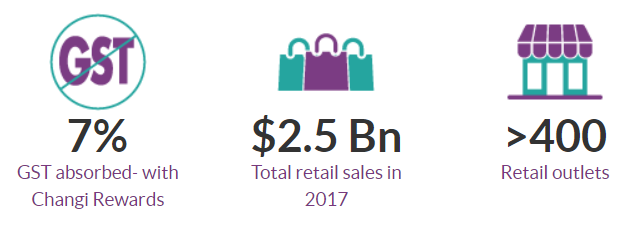 GST
7%
GST absorbed- with
Changi Rewards
$2.5 Bn
Total retail sales in
2017
>400
Retail outlets